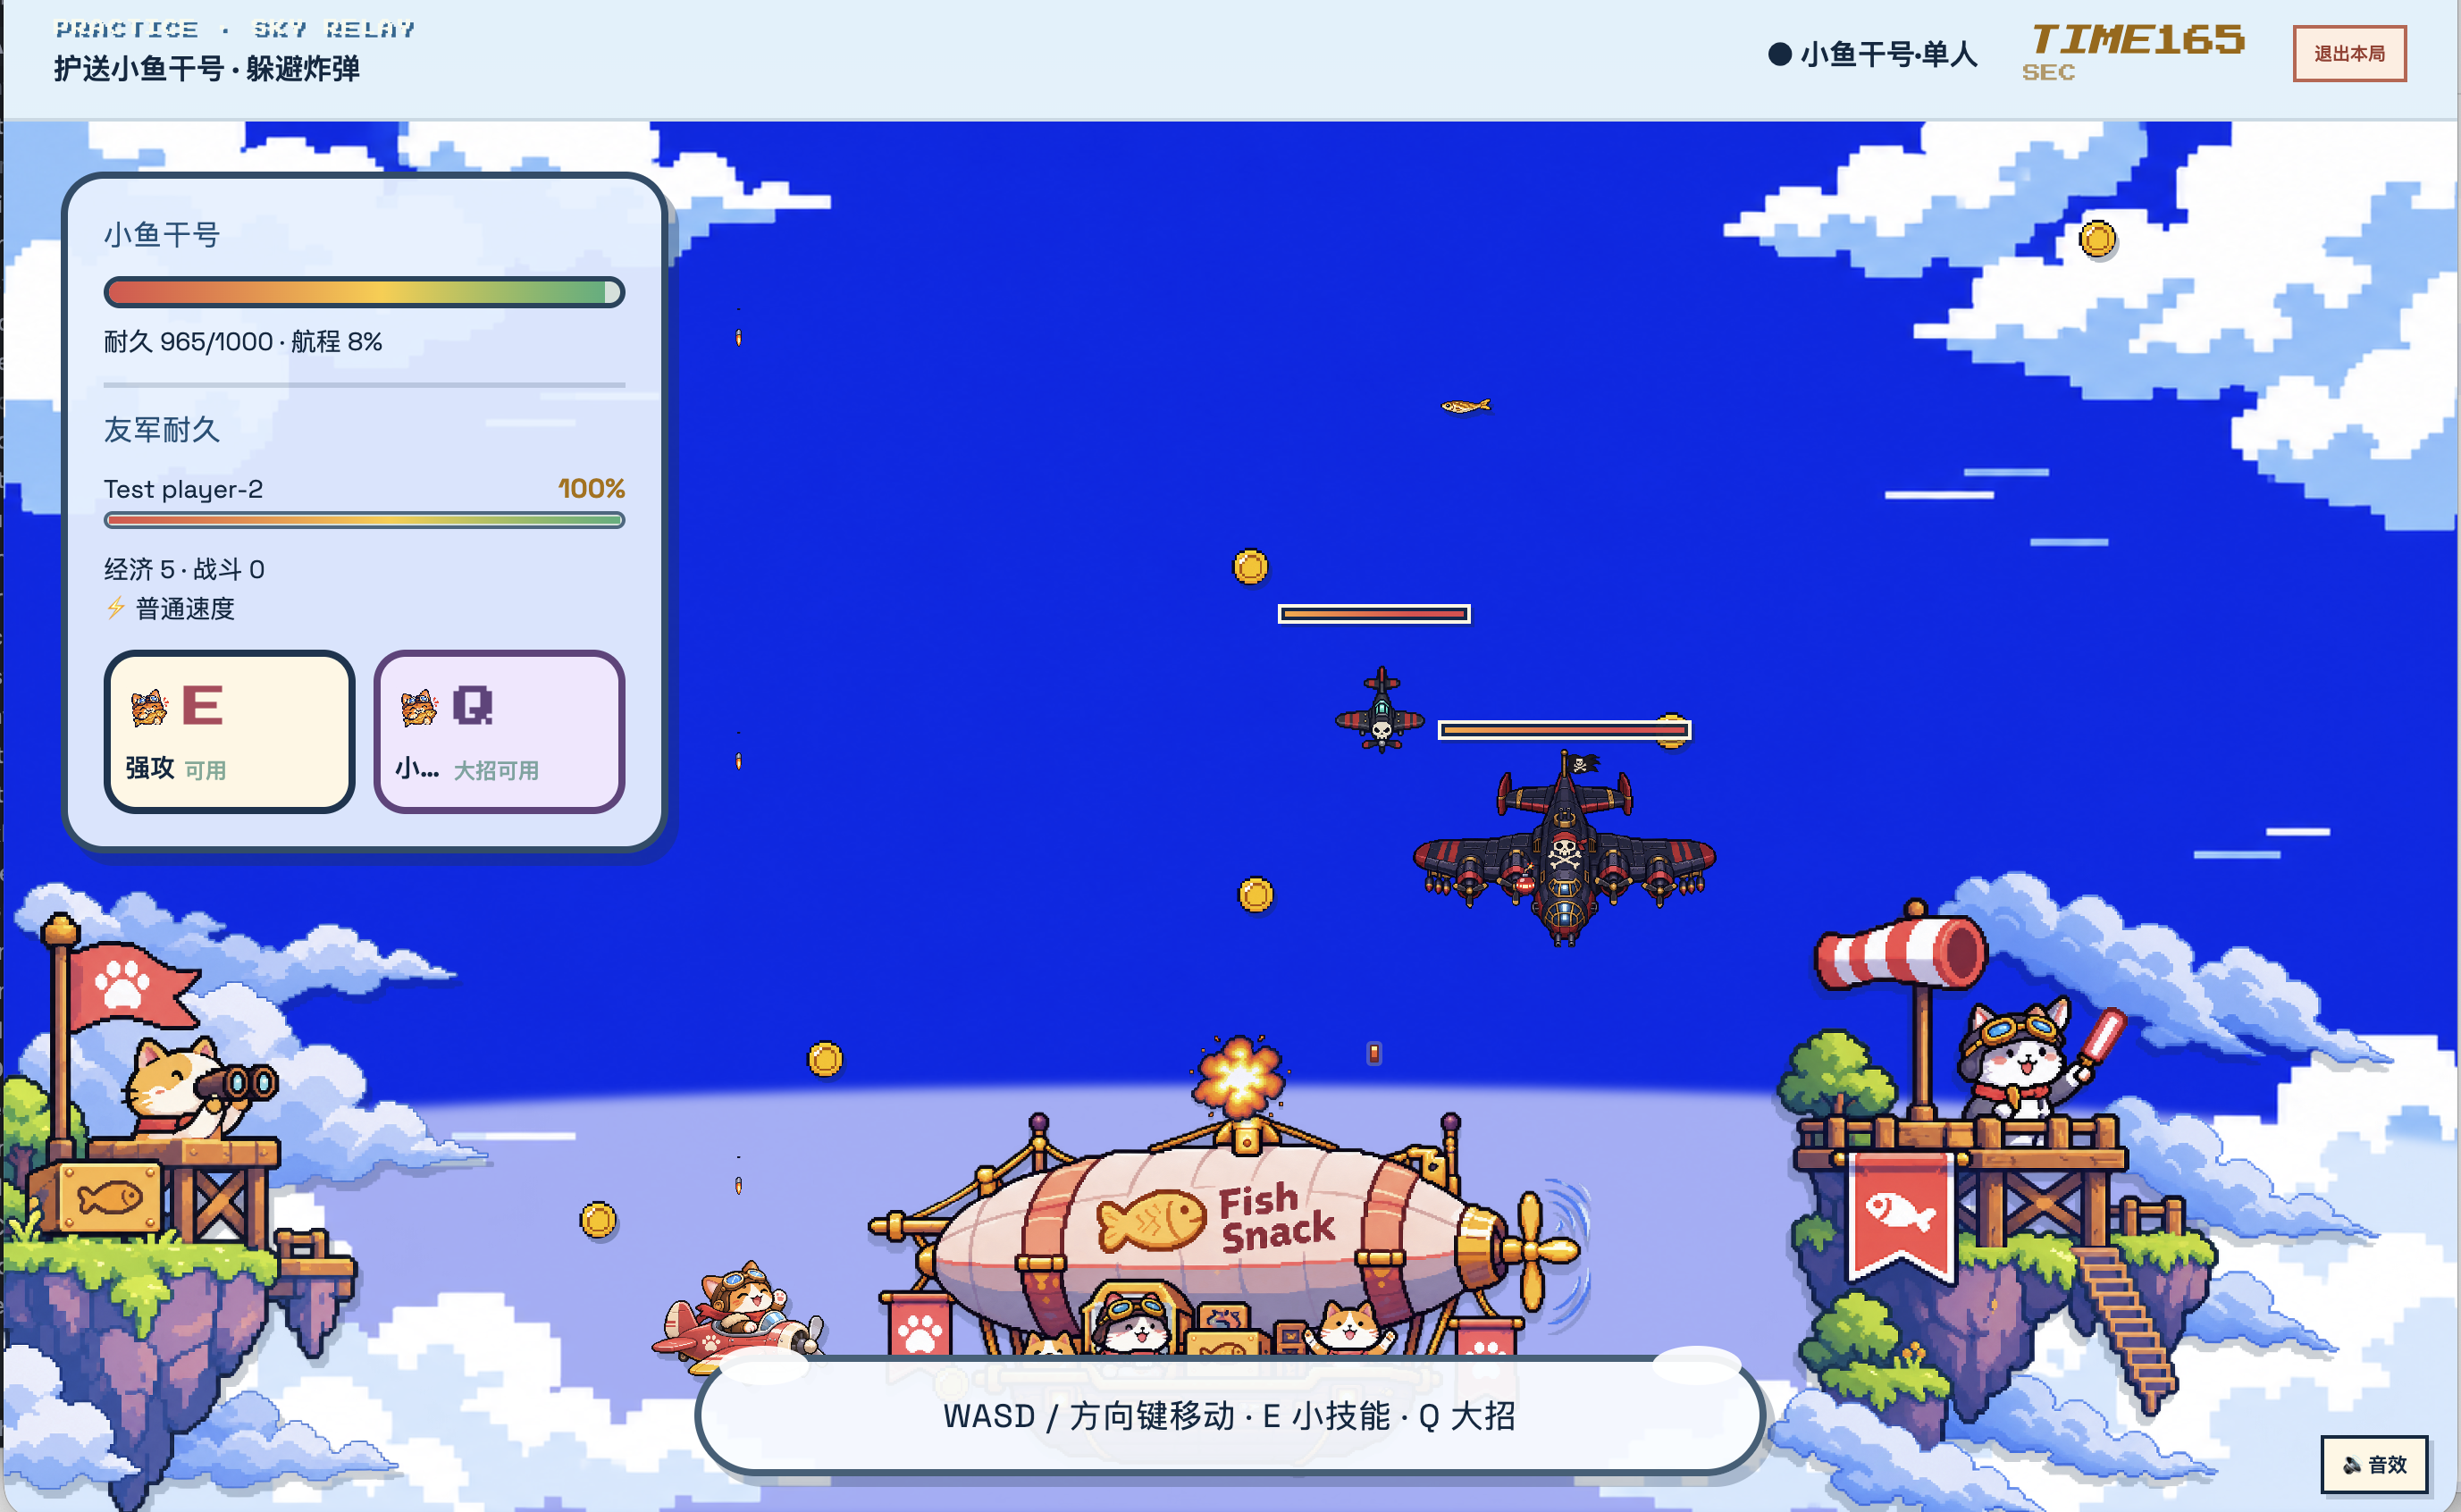 PRACTICE · SKY RELAY
护送小鱼干号 · 躲避炸弹
小鱼干号·单人
TIME165
SEC
退出本局
小鱼干号
耐久 965/1000 · 航程 8%
友军耐久
Test player-2
100%
经济 5 · 战斗 0
普通速度
E
强攻 可用
Q
小... 大招可用
Fish
Snack
WASD / 方向键移动 · E 小技能 · Q 大招
音效